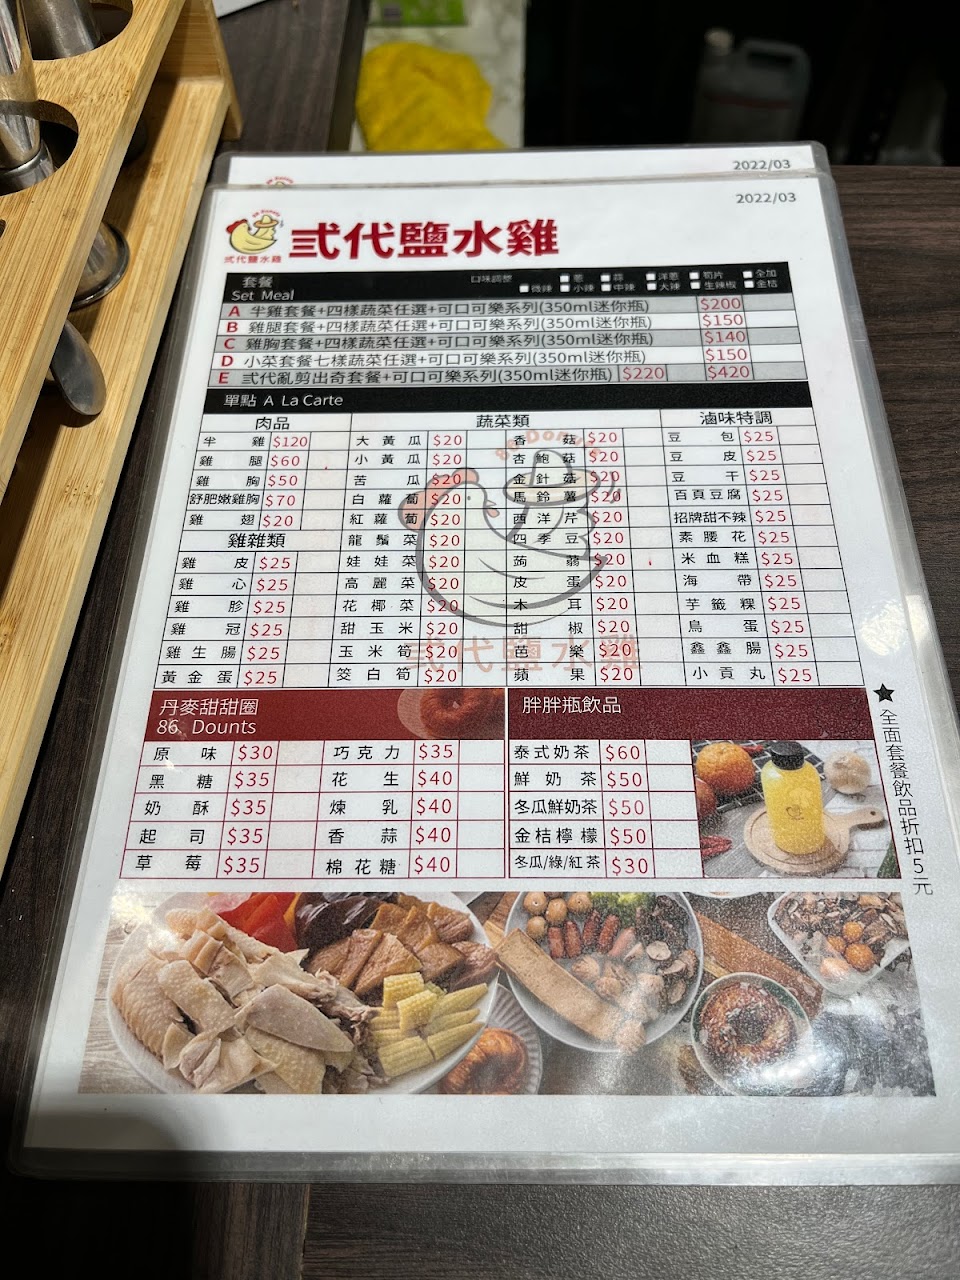 2022/03
2022/03
弎代鹽水雞
弎代鹽水雞
套餐 口味調整 蔥 蒜 洋蔥 筍片 全加
Set Meal 微辣 小辣 中辣 大辣 生辣椒 金桔
A 半雞套餐+四樣蔬菜任選+可口可樂系列(350ml迷你瓶) $200
B 雞腿套餐+四樣蔬菜任選+可口可樂系列(350ml迷你瓶) $150
C 雞胸套餐+四樣蔬菜任選+可口可樂系列(350ml迷你瓶) $140
D 小菜套餐七樣蔬菜任選+可口可樂系列(350ml迷你瓶) $150
E 弎代亂剪出奇套餐+可口可樂系列(350ml迷你瓶) $220 $420
單點 A La Carte
肉品 蔬菜類 滷味特調
半雞 $120 大黃瓜 $20 香菇 $20 豆包 $25
雞腿 $60 小黃瓜 $20 杏鮑菇 $20 豆皮 $25
雞胸 $50 苦瓜 $20 金針菇 $20 豆干 $25
舒肥嫩雞胸 $70 白蘿蔔 $20 馬鈴薯 $20 百頁豆腐 $25
雞翅 $20 紅蘿蔔 $20 西洋芹 $20 招牌甜不辣 $25
雞雜類 龍鬚菜 $20 四季豆 $20 素腰花 $25
雞皮 $25 娃娃菜 $20 蒟蒻 $20 米血糕 $25
雞心 $25 高麗菜 $20 皮蛋 $20 海帶 $25
雞胗 $25 花椰菜 $20 木耳 $20 芋籤粿 $25
雞冠 $25 甜玉米 $20 甜椒 $20 鳥蛋 $25
雞生腸 $25 玉米筍 $20 芭樂 $20 鑫鑫腸 $25
黃金蛋 $25 筊白筍 $20 蘋果 $20 小貢丸 $25
弎代鹽水雞
丹麥甜甜圈 胖胖瓶飲品
86. Dounts
原味 $30 巧克力 $35 泰式奶茶 $60
黑糖 $35 花生 $40 鮮奶茶 $50
奶酥 $35 煉乳 $40 冬瓜鮮奶茶 $50
起司 $35 香蒜 $40 金桔檸檬 $50
草莓 $35 棉花糖 $40 冬瓜/綠/紅茶 $30
★全面套餐飲品折扣5元